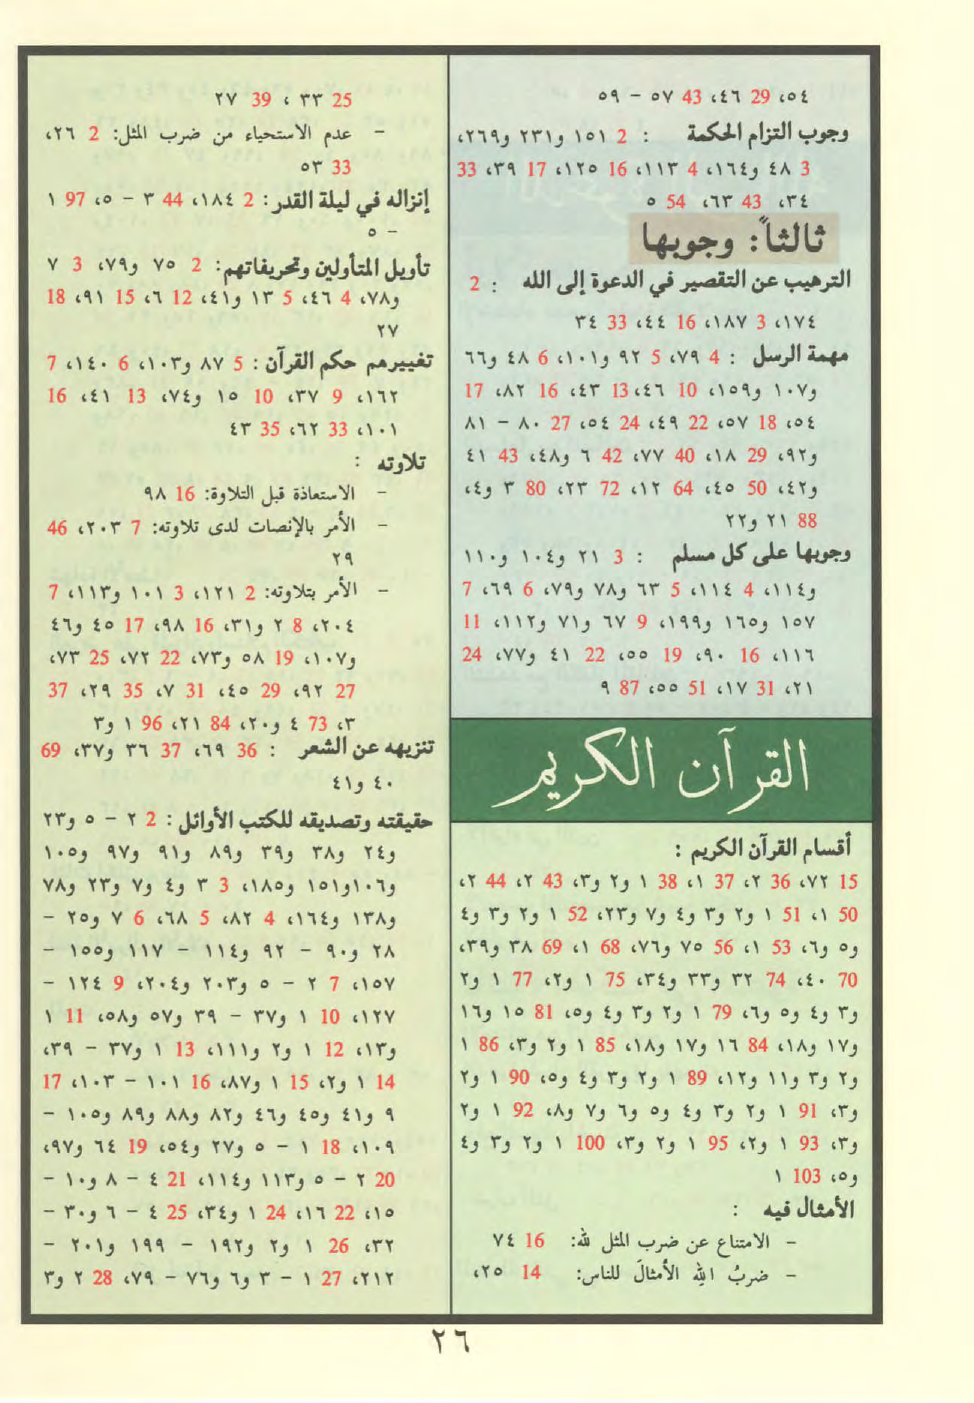 ٥٤، 29 ٤٦، 43 ٥٧ – ٥٩
وجوب التزام الحكمة : 2 ١٥١ و٢٣١ و٢٦٩،
3 ٤٨ و١٦٤، 4 ١١٣، 16 ١٢٥، 17 ٣٩، 33
٣٤، 43 ٦٣، 54 ٥
ثالثاً: وجوبها
الترهيب عن التقصير في الدعوة إلى الله : 2
١٧٤، 3 ١٨٧، 16 ٤٤، 33 ٣٤
مهمة الرسل : 4 ٧٩، 5 ٩٢ و١٠١، 6 ٤٨ و٦٦
و١٠٧ و١٥٩، 10 ٤٦، 13 ٤٣، 16 ٨٢، 17
٥٤، 18 ٥٧، 22 ٤٩، 24 ٥٤، 27 ٨٠ – ٨١
و٩٢، 29 ١٨، 40 ٧٧، 42 ٦ و٤٨، 43 ٤١
و٤٢، 50 ٤٥، 64 ١٢، 72 ٢٣، 80 ٣ و٤،
88 ٢١ و٢٢
وجوبها على كل مسلم : 3 ٢١ و١٠٤ و١١٠
و١١٤، 4 ١١٤، 5 ٦٣ و٧٨ و٧٩، 6 ٦٩، 7
١٥٧ و١٦٥ و١٩٩، 9 ٦٧ و٧١ و١١٢، 11
١١٦، 16 ٩٠، 19 ٥٥، 22 ٤١ و٧٧، 24
٢١، 31 ١٧، 51 ٥٥، 87 ٩
القرآن الكريم
أقسام القرآن الكريم :
15 ٧٢، 36 ٢، 37 ١، 38 ١ و٢ و٣، 43 ٢، 44 ٢،
50 ١، 51 ١ و٢ و٣ و٤ و٧ و٢٣، 52 ١ و٢ و٣ و٤
و٥ و٦، 53 ١، 56 ٧٥ و٧٦، 68 ١، 69 ٣٨ و٣٩،
70 ٤٠، 74 ٣٢ و٣٣ و٣٤، 75 ١ و٢، 77 ١ و٢
و٣ و٤ و٥ و٦، 79 ١ و٢ و٣ و٤ و٥، 81 ١٥ و١٦
و١٧ و١٨، 84 ١٦ و١٧ و١٨، 85 ١ و٢ و٣، 86 ١
و٢ و٣ و١١ و١٢، 89 ١ و٢ و٣ و٤ و٥، 90 ١ و٢
و٣، 91 ١ و٢ و٣ و٤ و٥ و٦ و٧ و٨، 92 ١ و٢
و٣، 93 ١ و٢، 95 ١ و٢ و٣، 100 ١ و٢ و٣ و٤
و٥، 103 ١
الأمثال فيه :
– الامتناع عن ضرب المثل لله: 16 ٧٤
– ضربُ اللهِ الأمثالَ للناس: 14 ٢٥،
25 ٣٣ ، 39 ٢٧
– عدم الاستحياء من ضرب المثل: 2 ٢٦،
33 ٥٣
إنزاله في ليلة القدر: 2 ١٨٤، 44 ٣ – ٥، 97 ١
– ٥
تأويل المتأولين وتحريفاتهم: 2 ٧٥ و٧٩، 3 ٧
و٧٨، 4 ٤٦، 5 ١٣ و٤١، 12 ٦، 15 ٩١، 18
٢٧
تغييرهم حكم القرآن: 5 ٨٧ و١٠٣، 6 ١٤٠، 7
١٦٢، 9 ٣٧، 10 ١٥ و٧٤، 13 ٤١، 16
١٠١، 33 ٦٢، 35 ٤٣
تلاوته :
– الاستعاذة قبل التلاوة: 16 ٩٨
– الأمر بالإنصات لدى تلاوته: 7 ٢٠٣، 46
٢٩
– الأمر بتلاوته: 2 ١٢١، 3 ١٠١ و١١٣، 7
٢٠٤، 8 ٢ و٣١، 16 ٩٨، 17 ٤٥ و٤٦
و١٠٧، 19 ٥٨ و٧٣، 22 ٧٢، 25 ٧٣،
27 ٩٢، 29 ٤٥، 31 ٧، 35 ٢٩، 37
٣، 73 ٤ و٢٠، 84 ٢١، 96 ١ و٣
تنزيهه عن الشعر : 36 ٦٩، 37 ٣٦ و٣٧، 69
٤٠ و٤١
حقيقته وتصديقه للكتب الأوائل: 2 ٢ – ٥ و٢٣
و٢٤ و٣٨ و٣٩ و٨٩ و٩١ و٩٧ و١٠٥
و١٠٦ و١٥١ و١٨٥، 3 ٣ و٤ و٧ و٢٣ و٧٨
و١٣٨ و١٦٤، 4 ٨٢، 5 ٦٨، 6 ٧ و٢٥ –
٢٨ و٩٠ – ٩٢ و١١٤ – ١١٧ و١٥٥ –
١٥٧، 7 ٢ – ٥ و٢٠٣ و٢٠٤، 9 ١٢٤ –
١٢٧، 10 ١ و٣٧ – ٣٩ و٥٧ و٥٨، 11 ١
و١٣، 12 ١ و٢ و١١١، 13 ١ و٣٧ – ٣٩،
14 ١ و٢، 15 ١ و٨٧، 16 ١٠١ – ١٠٣، 17
٩ و٤١ و٤٥ و٤٦ و٨٢ و٨٨ و٨٩ و١٠٥ –
١٠٩، 18 ١ – ٥ و٢٧ و٥٤، 19 ٦٤ و٩٧،
20 ٢ – ٥ و١١٣ و١١٤، 21 ٤ – ٨ و١٠ –
١٥، 22 ١٦، 24 ١ و٣٤، 25 ٤ – ٦ و٣٠ –
٣٢، 26 ١ و٢ و١٩٢ – ١٩٩ و٢٠١ –
٢١٢، 27 ١ – ٣ و٦ و٧٦ – ٧٩، 28 ٢ و٣
٢٦